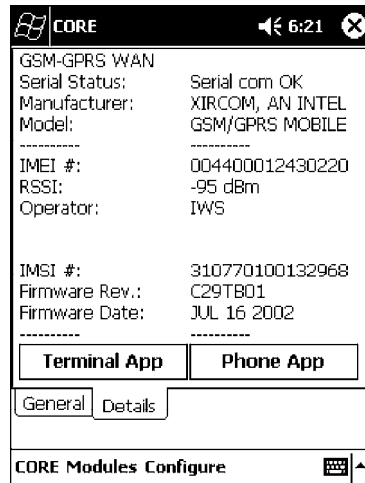 CORE 6:21
GSM-GPRS WAN
Serial Status: Serial com OK
Manufacturer: XIRCOM, AN INTEL
Model: GSM/GPRS MOBILE
---------- ----------
IMEI #: 004400012430220
RSSI: -95 dBm
Operator: IWS
IMSI #: 310770100132968
Firmware Rev.: C29TB01
Firmware Date: JUL 16 2002
---------- ----------
Terminal App Phone App
General Details
CORE Modules Configure